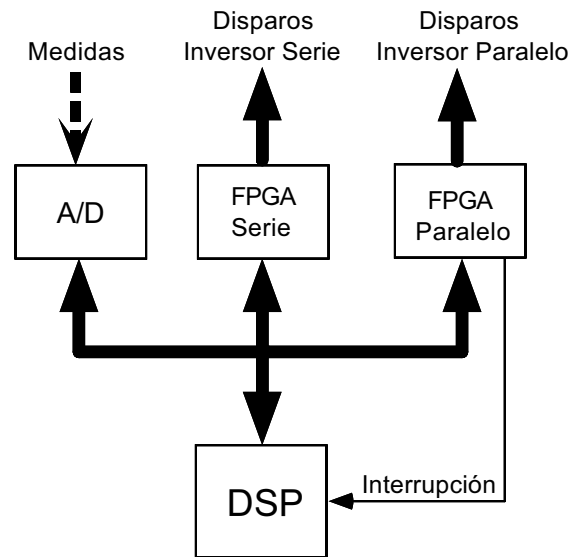 Medidas
Disparos
Inversor Serie
Disparos
Inversor Paralelo
A/D
FPGA
Serie
FPGA
Paralelo
DSP
Interrupción